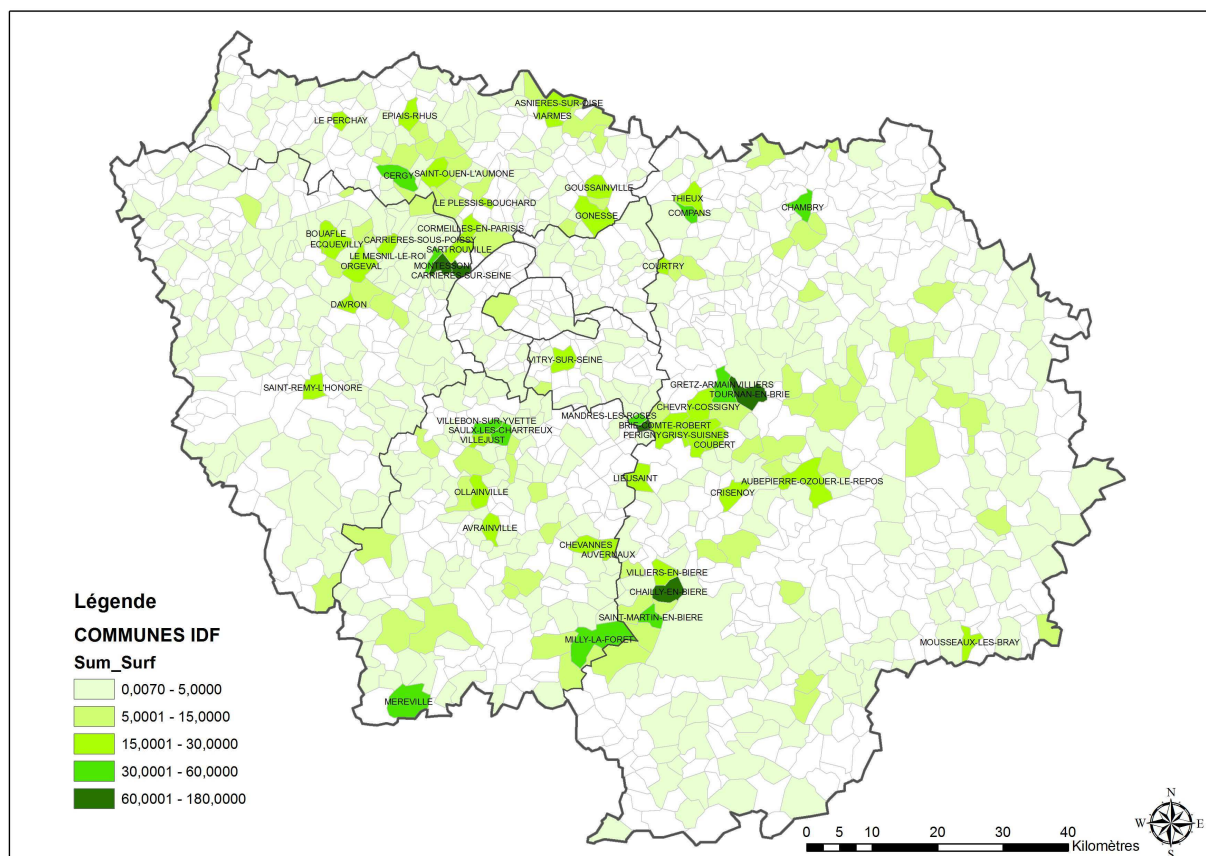 ASNIERES-SUR-OISE
VIARMES
LE PERCHAY
EPIAIS-RHUS
CERGY
SAINT-OUEN-L'AUMONE
LE PLESSIS-BOUCHARD
GOUSSAINVILLE
GONESSE
THIEUX
COMPANS
CHAMBRY
BOUAFLE
ECQUEVILLY
CORMEILLES-EN-PARISIS
CARRIERES-SOUS-POISSY
SARTROUVILLE
LE MESNIL-LE-ROI
ORGEVAL
MONTESSON
CARRIERES-SUR-SEINE
COURTRY
DAVRON
VITRY-SUR-SEINE
SAINT-REMY-L'HONORE
GRETZ-ARMAINVILLIERS
TOURNAN-EN-BRIE
CHEVRY-COSSIGNY
MANDRES-LES-ROSES
BRIE-COMTE-ROBERT
PERIGNY
GRISY-SUISNES
COUBERT
VILLEBON-SUR-YVETTE
SAULX-LES-CHARTREUX
VILLEJUST
LIEUSAINT
CRISENOY
AUBEPIERRE-OZOUER-LE-REPOS
OLLAINVILLE
AVRAINVILLE
CHEVANNES
AUVERNAUX
VILLIERS-EN-BIERE
CHAILLY-EN-BIERE
SAINT-MARTIN-EN-BIERE
MILLY-LA-FORET
MOUSSEAUX-LES-BRAY
MEREVILLE
Légende
COMMUNES IDF
Sum_Surf
0,0070 - 5,0000
5,0001 - 15,0000
15,0001 - 30,0000
30,0001 - 60,0000
60,0001 - 180,0000
N
W E
S
0 5 10 20 30 40
Kilomètres